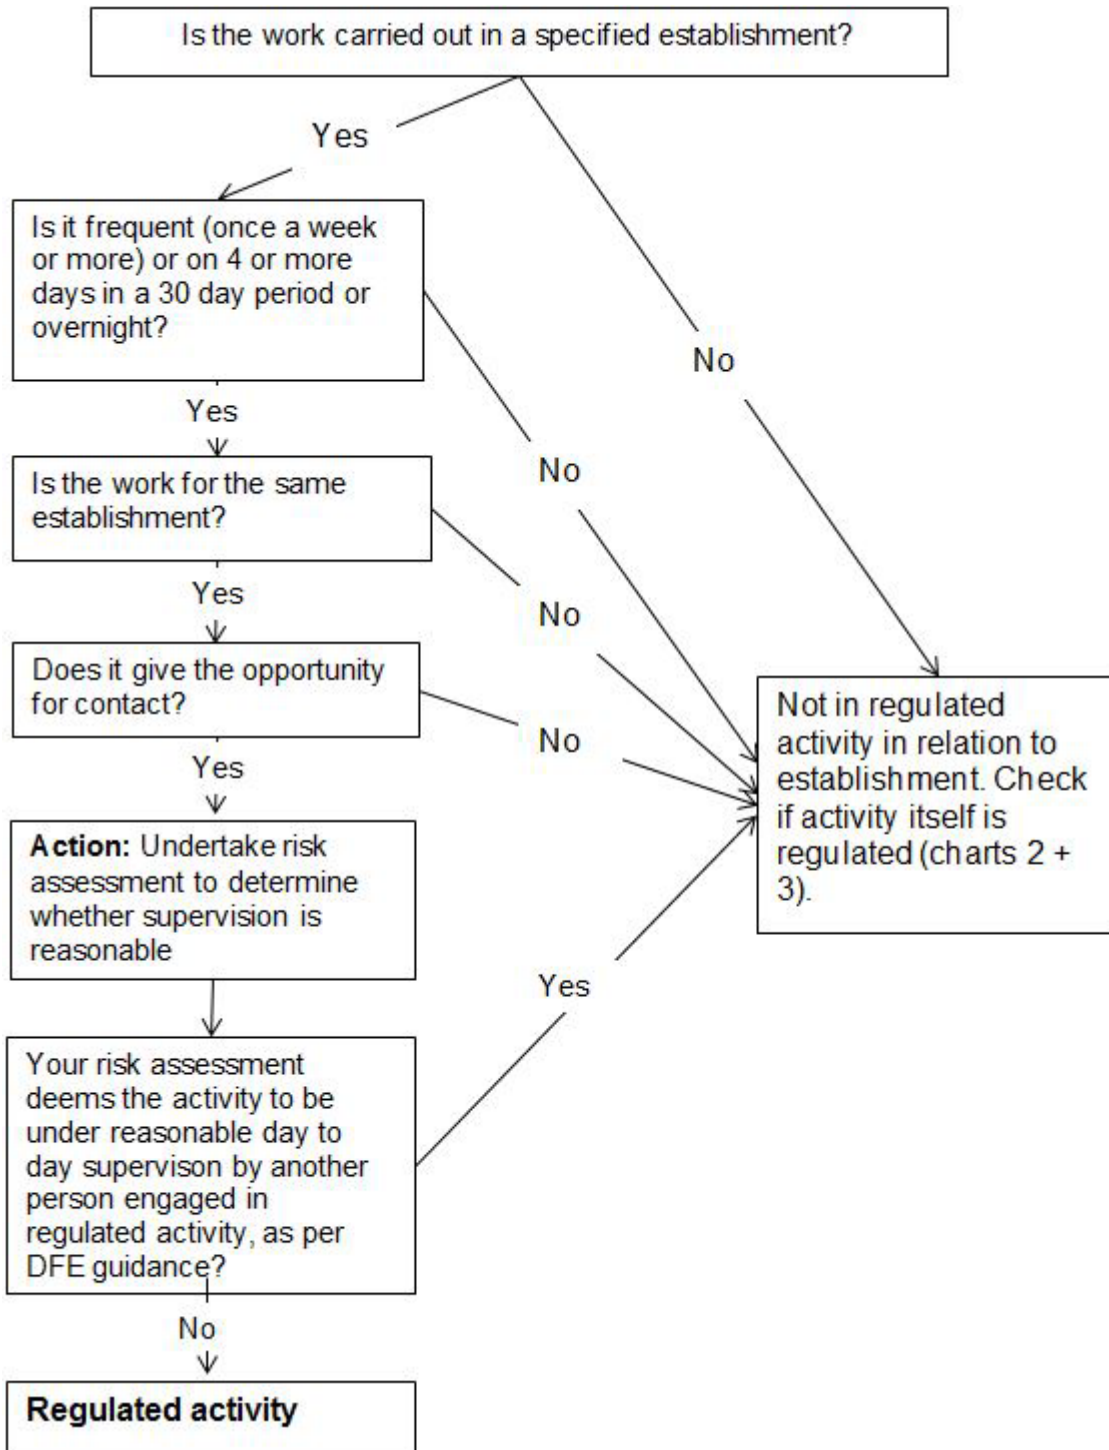 Is the work carried out in a specified establishment?
Yes
Is it frequent (once a week
or more) or on 4 or more
days in a 30 day period or
overnight?
No
Yes
No
Is the work for the same
establishment?
Yes
No
Does it give the opportunity
for contact?
No
Yes
Not in regulated
activity in relation to
establishment. Check
if activity itself is
regulated (charts 2 +
3).
Action: Undertake risk
assessment to determine
whether supervision is
reasonable
Yes
Your risk assessment
deems the activity to be
under reasonable day to
day supervison by another
person engaged in
regulated activity, as per
DFE guidance?
No
Regulated activity